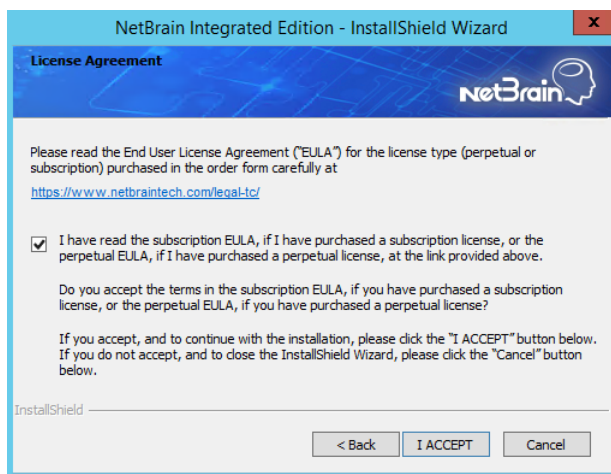 NetBrain Integrated Edition - InstallShield Wizard
x
License Agreement
NetBrain
Please read the End User License Agreement ("EULA") for the license type (perpetual or
subscription) purchased in the order form carefully at
https://www.netbraintech.com/legal-tc/
I have read the subscription EULA, if I have purchased a subscription license, or the
perpetual EULA, if I have purchased a perpetual license, at the link provided above.
Do you accept the terms in the subscription EULA, if you have purchased a subscription
license, or the perpetual EULA, if you have purchased a perpetual license?
If you accept, and to continue with the installation, please click the "I ACCEPT" button below.
If you do not accept, and to close the InstallShield Wizard, please click the "Cancel" button
below.
InstallShield
< Back I ACCEPT Cancel